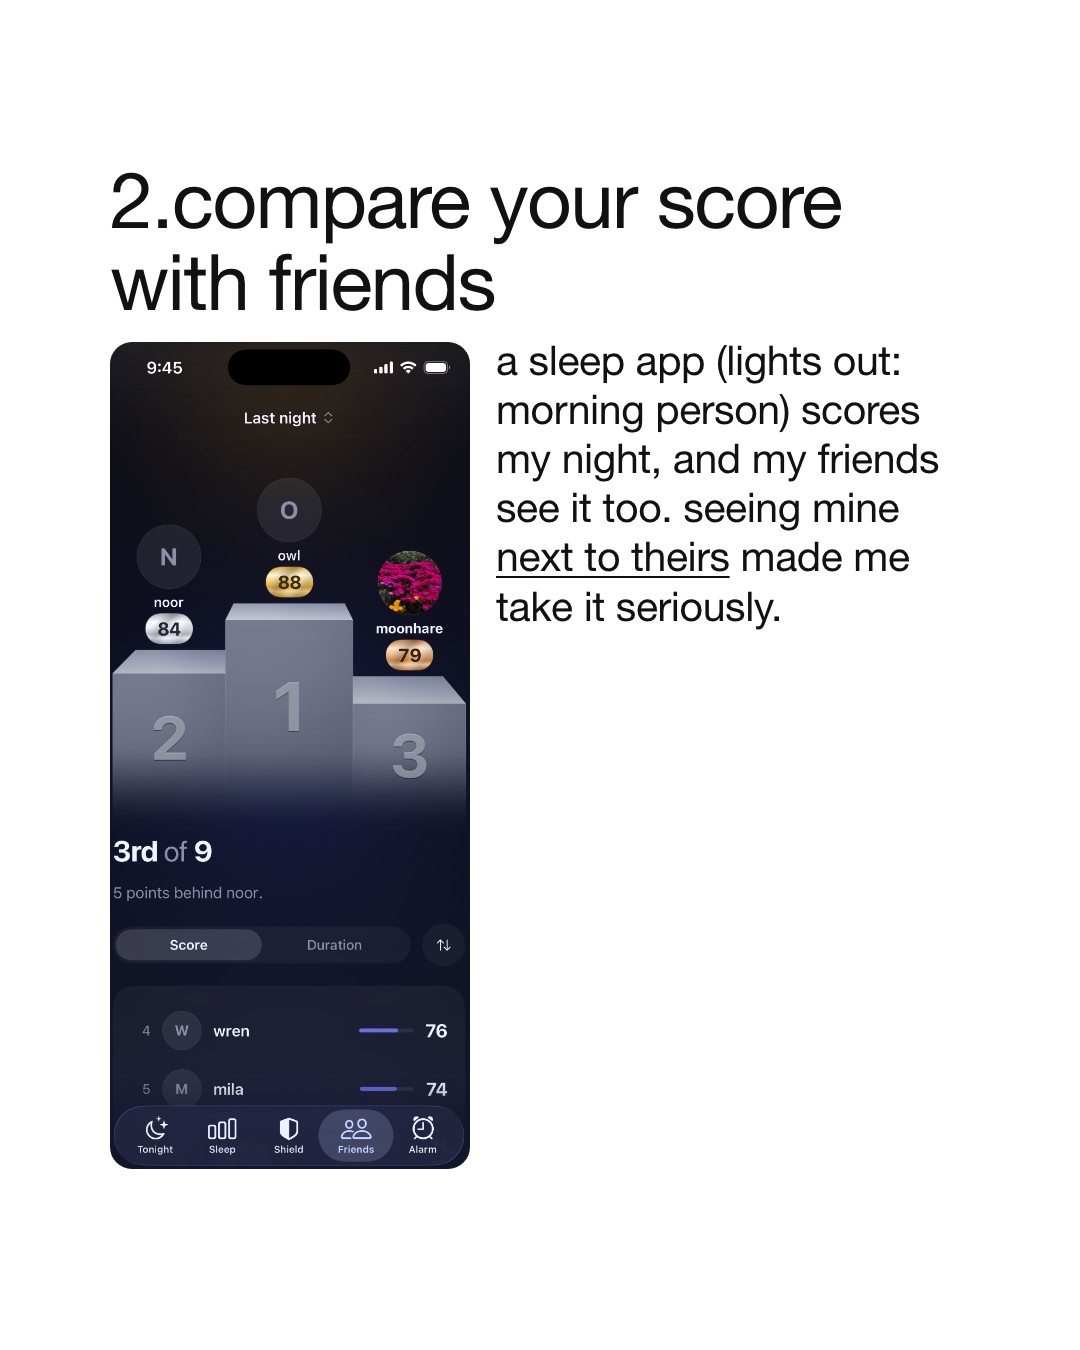 2.compare your score
with friends
9:45
Last night
O
owl
88
N
noor
84
moonhare
79
1
2
3
3rd of 9
5 points behind noor.
Score
Duration
4 W wren 76
5 M mila 74
Tonight
Sleep
Shield
Friends
Alarm
a sleep app (lights out:
morning person) scores
my night, and my friends
see it too. seeing mine
next to theirs made me
take it seriously.